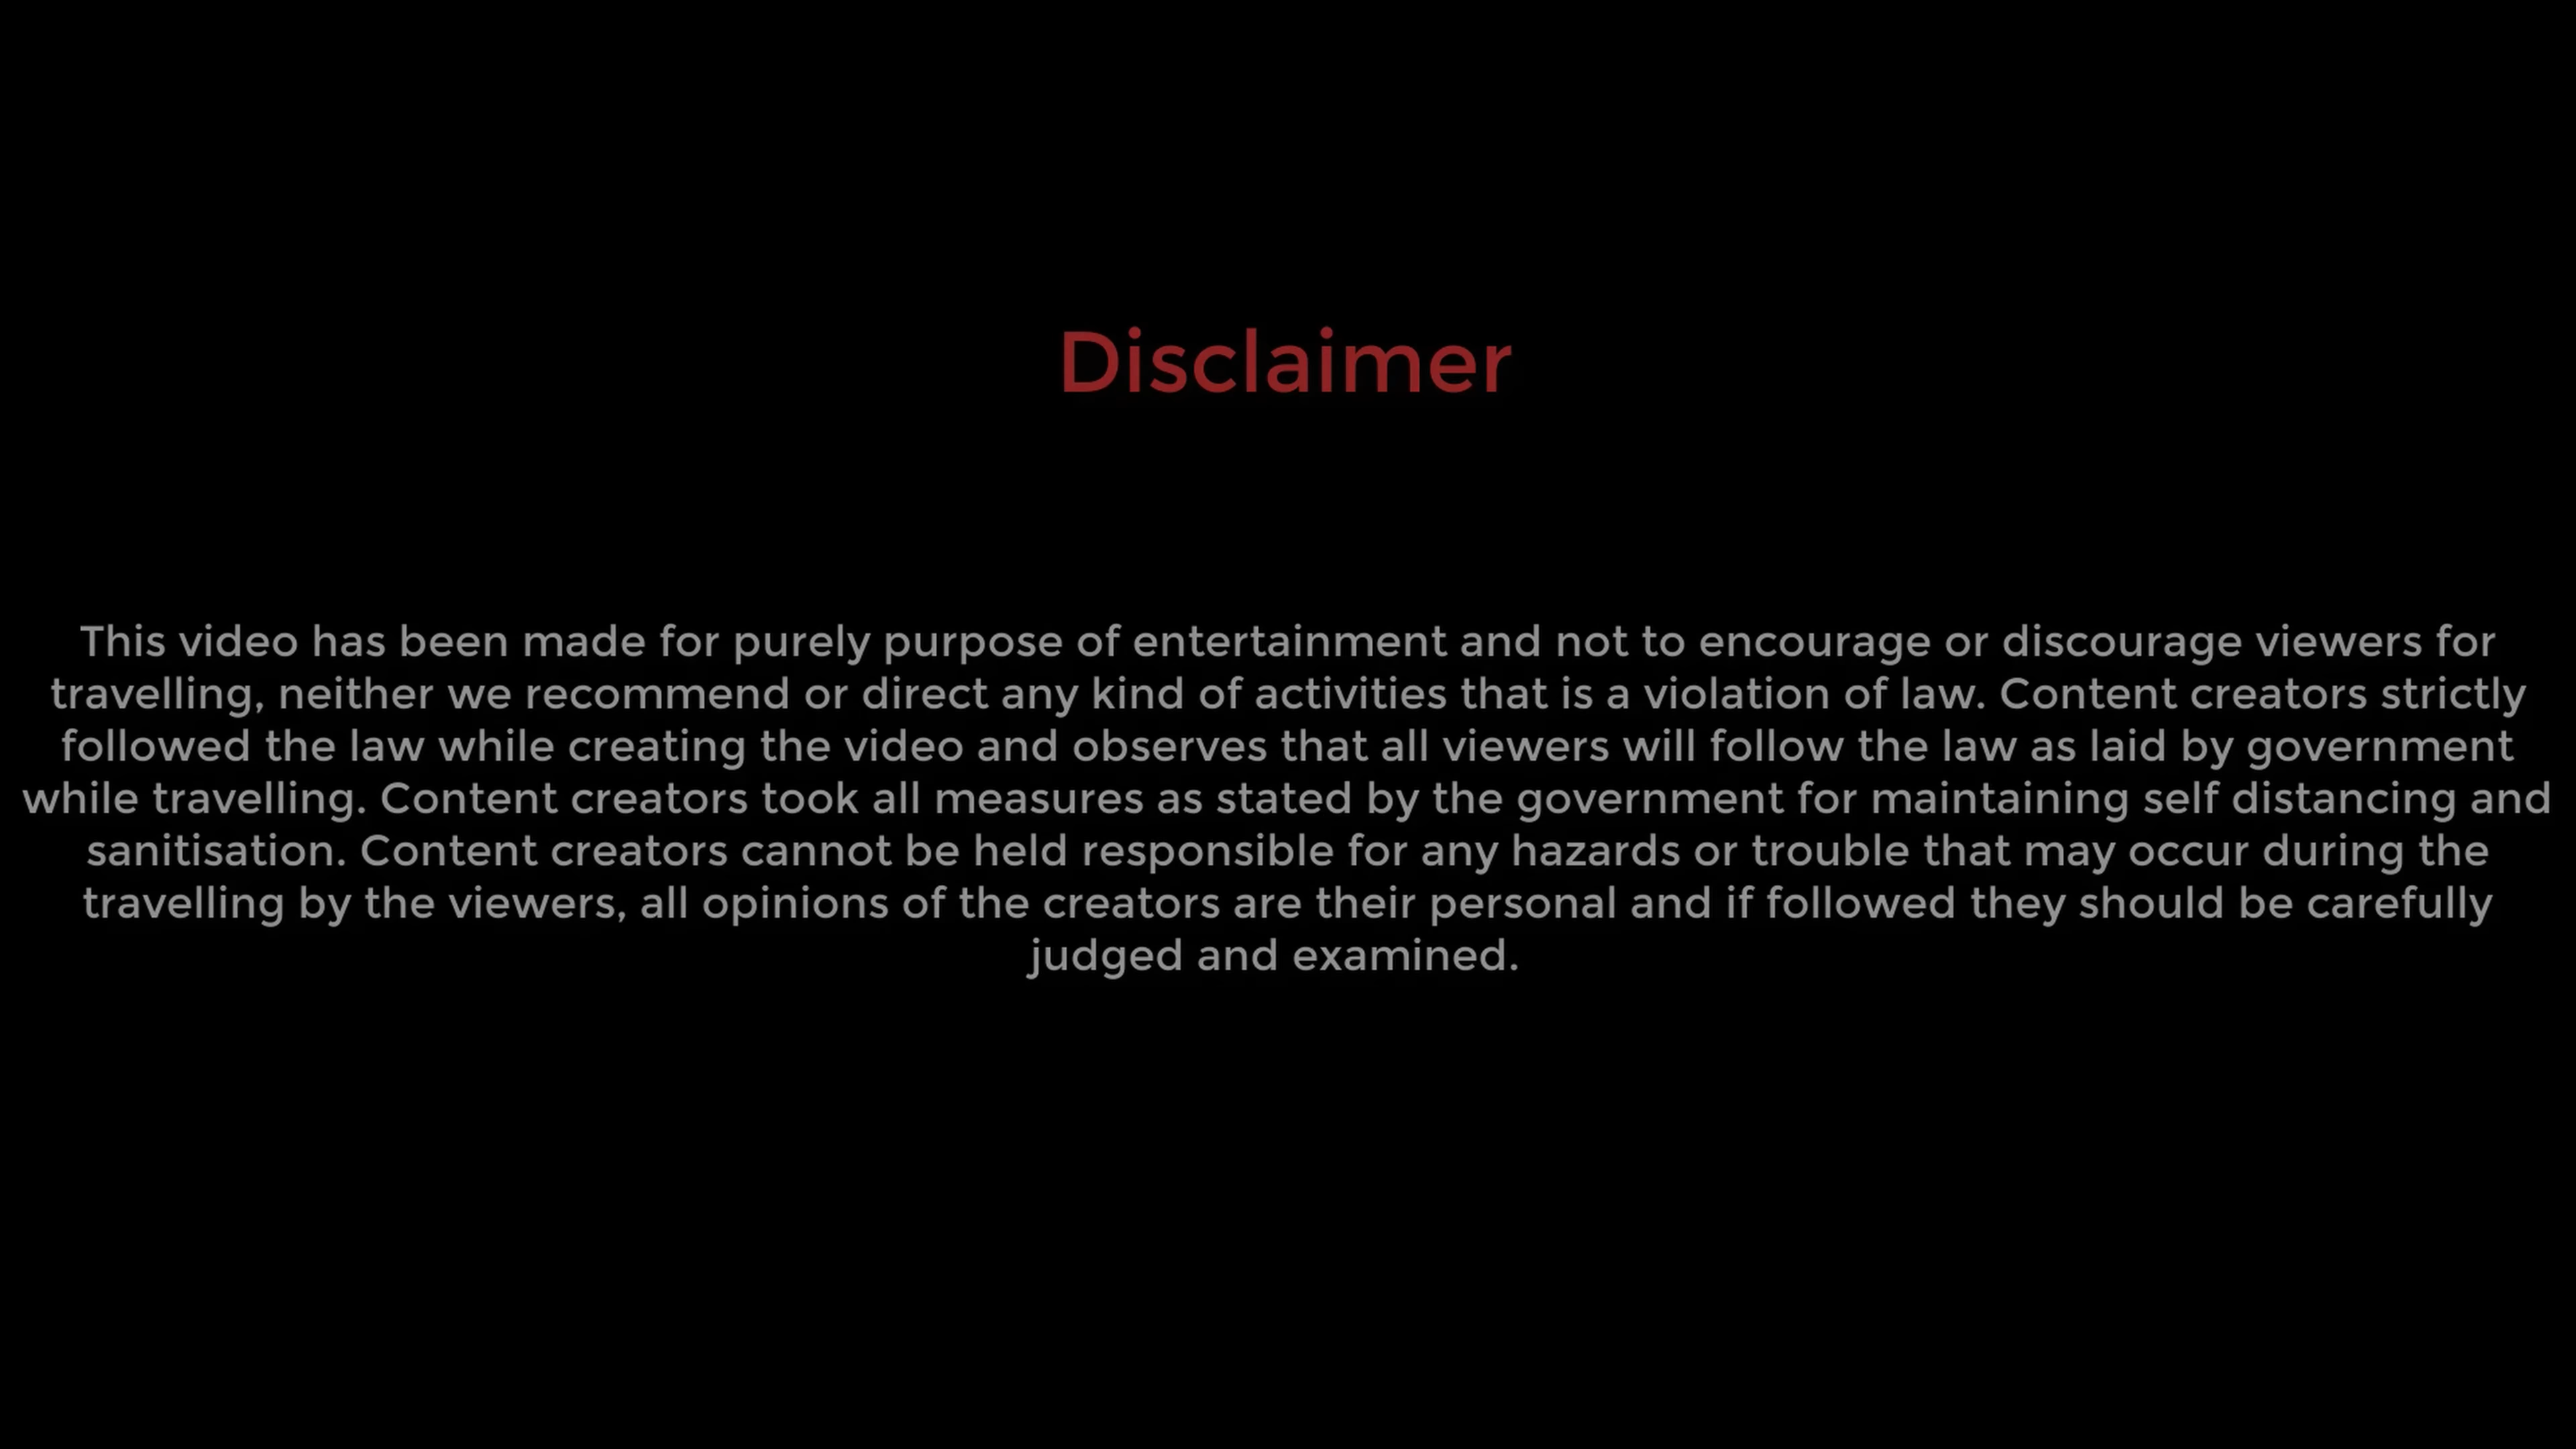 Disclaimer
This video has been made for purely purpose of entertainment and not to encourage or discourage viewers for
travelling, neither we recommend or direct any kind of activities that is a violation of law. Content creators strictly
followed the law while creating the video and observes that all viewers will follow the law as laid by government
while travelling. Content creators took all measures as stated by the government for maintaining self distancing and
sanitisation. Content creators cannot be held responsible for any hazards or trouble that may occur during the
travelling by the viewers, all opinions of the creators are their personal and if followed they should be carefully
judged and examined.